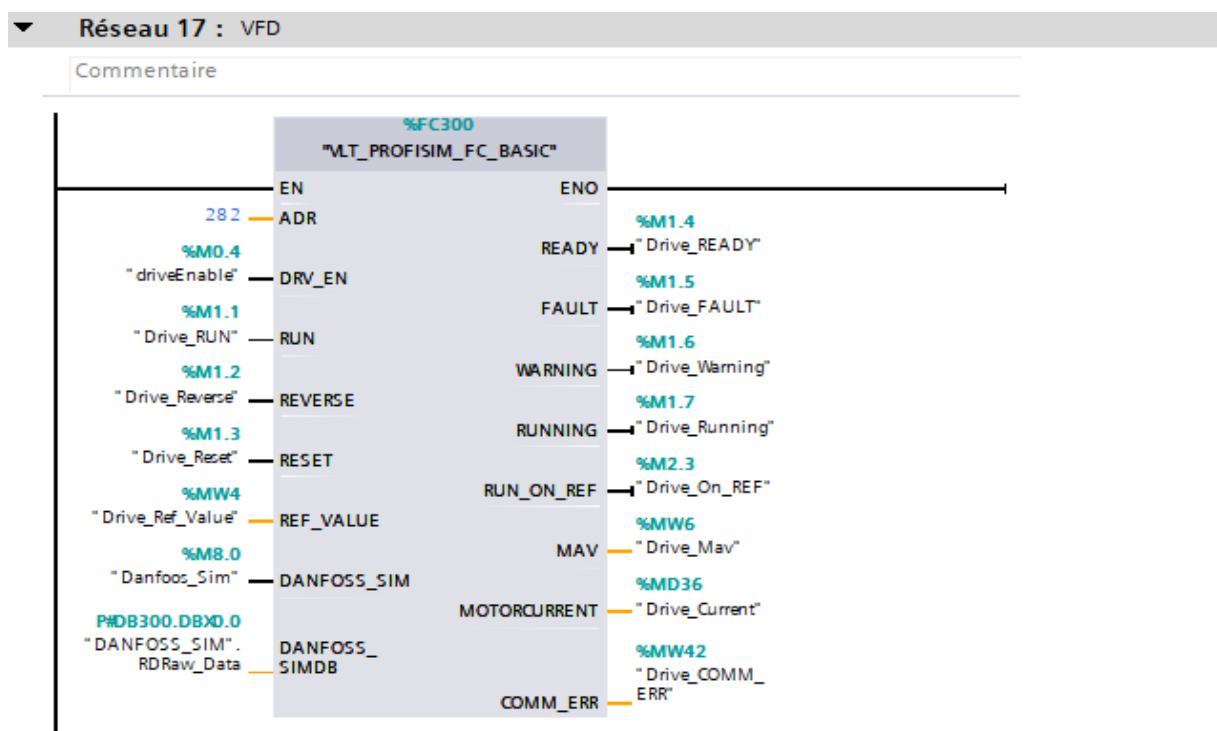 Réseau 17 : VFD
Commentaire
%FC300
"VLT_PROFISIM_FC_BASIC"
EN
ENO
282
ADR
%M1.4
READY
"Drive_READY"
%M0.4
"driveEnable"
DRV_EN
%M1.5
FAULT
"Drive_FAULT"
%M1.1
"Drive_RUN"
RUN
%M1.6
WARNING
"Drive_Warning"
%M1.2
"Drive_Reverse"
REVERSE
%M1.7
RUNNING
"Drive_Running"
%M1.3
"Drive_Reset"
RESET
%M2.3
RUN_ON_REF
"Drive_On_REF"
%MW4
"Drive_Ref_Value"
REF_VALUE
%MW6
MAV
"Drive_Mav"
%M8.0
"Danfoos_Sim"
DANFOSS_SIM
%MD36
MOTORCURRENT
"Drive_Current"
P#DB300.DBX0.0
"DANFOSS_SIM".
RDRaw_Data
DANFOSS_
SIMDB
%MW42
"Drive_COMM_
ERR"
COMM_ERR